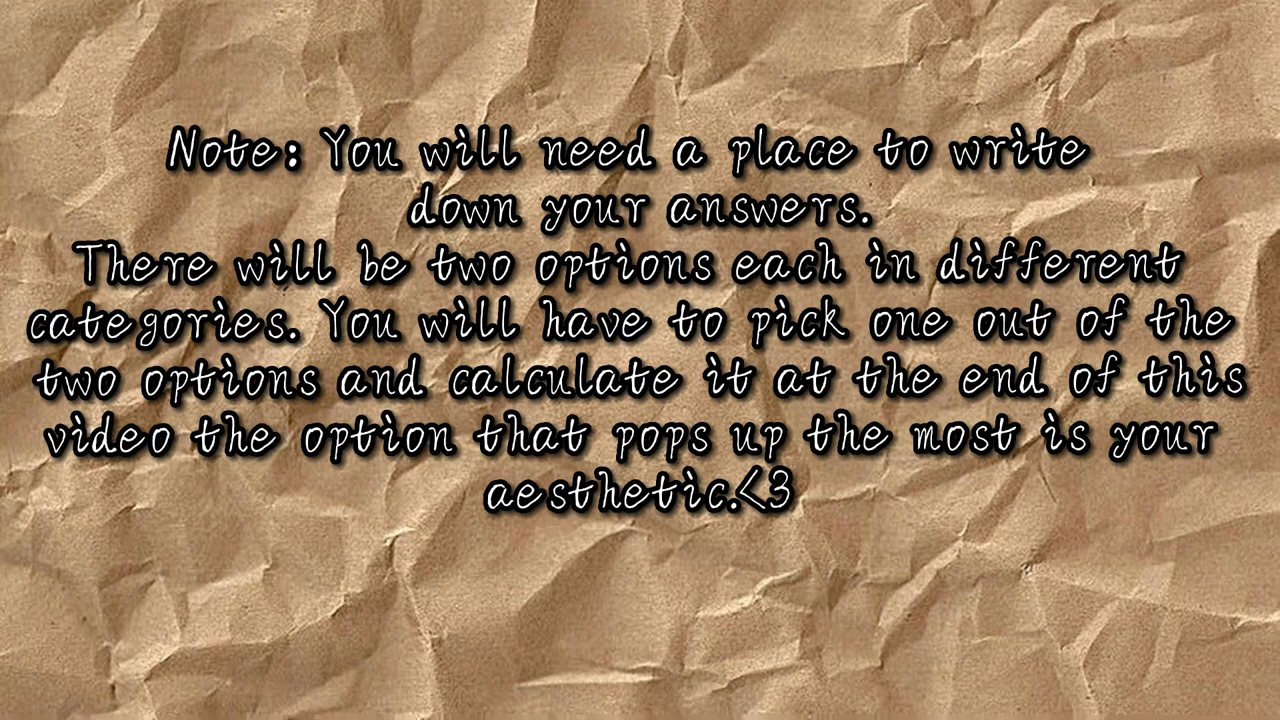 Note: You will need a place to write
down your answers.
There will be two options each in different
categories. You will have to pick one out of the
two options and calculate it at the end of this
video the option that pops up the most is your
aesthetic.<3